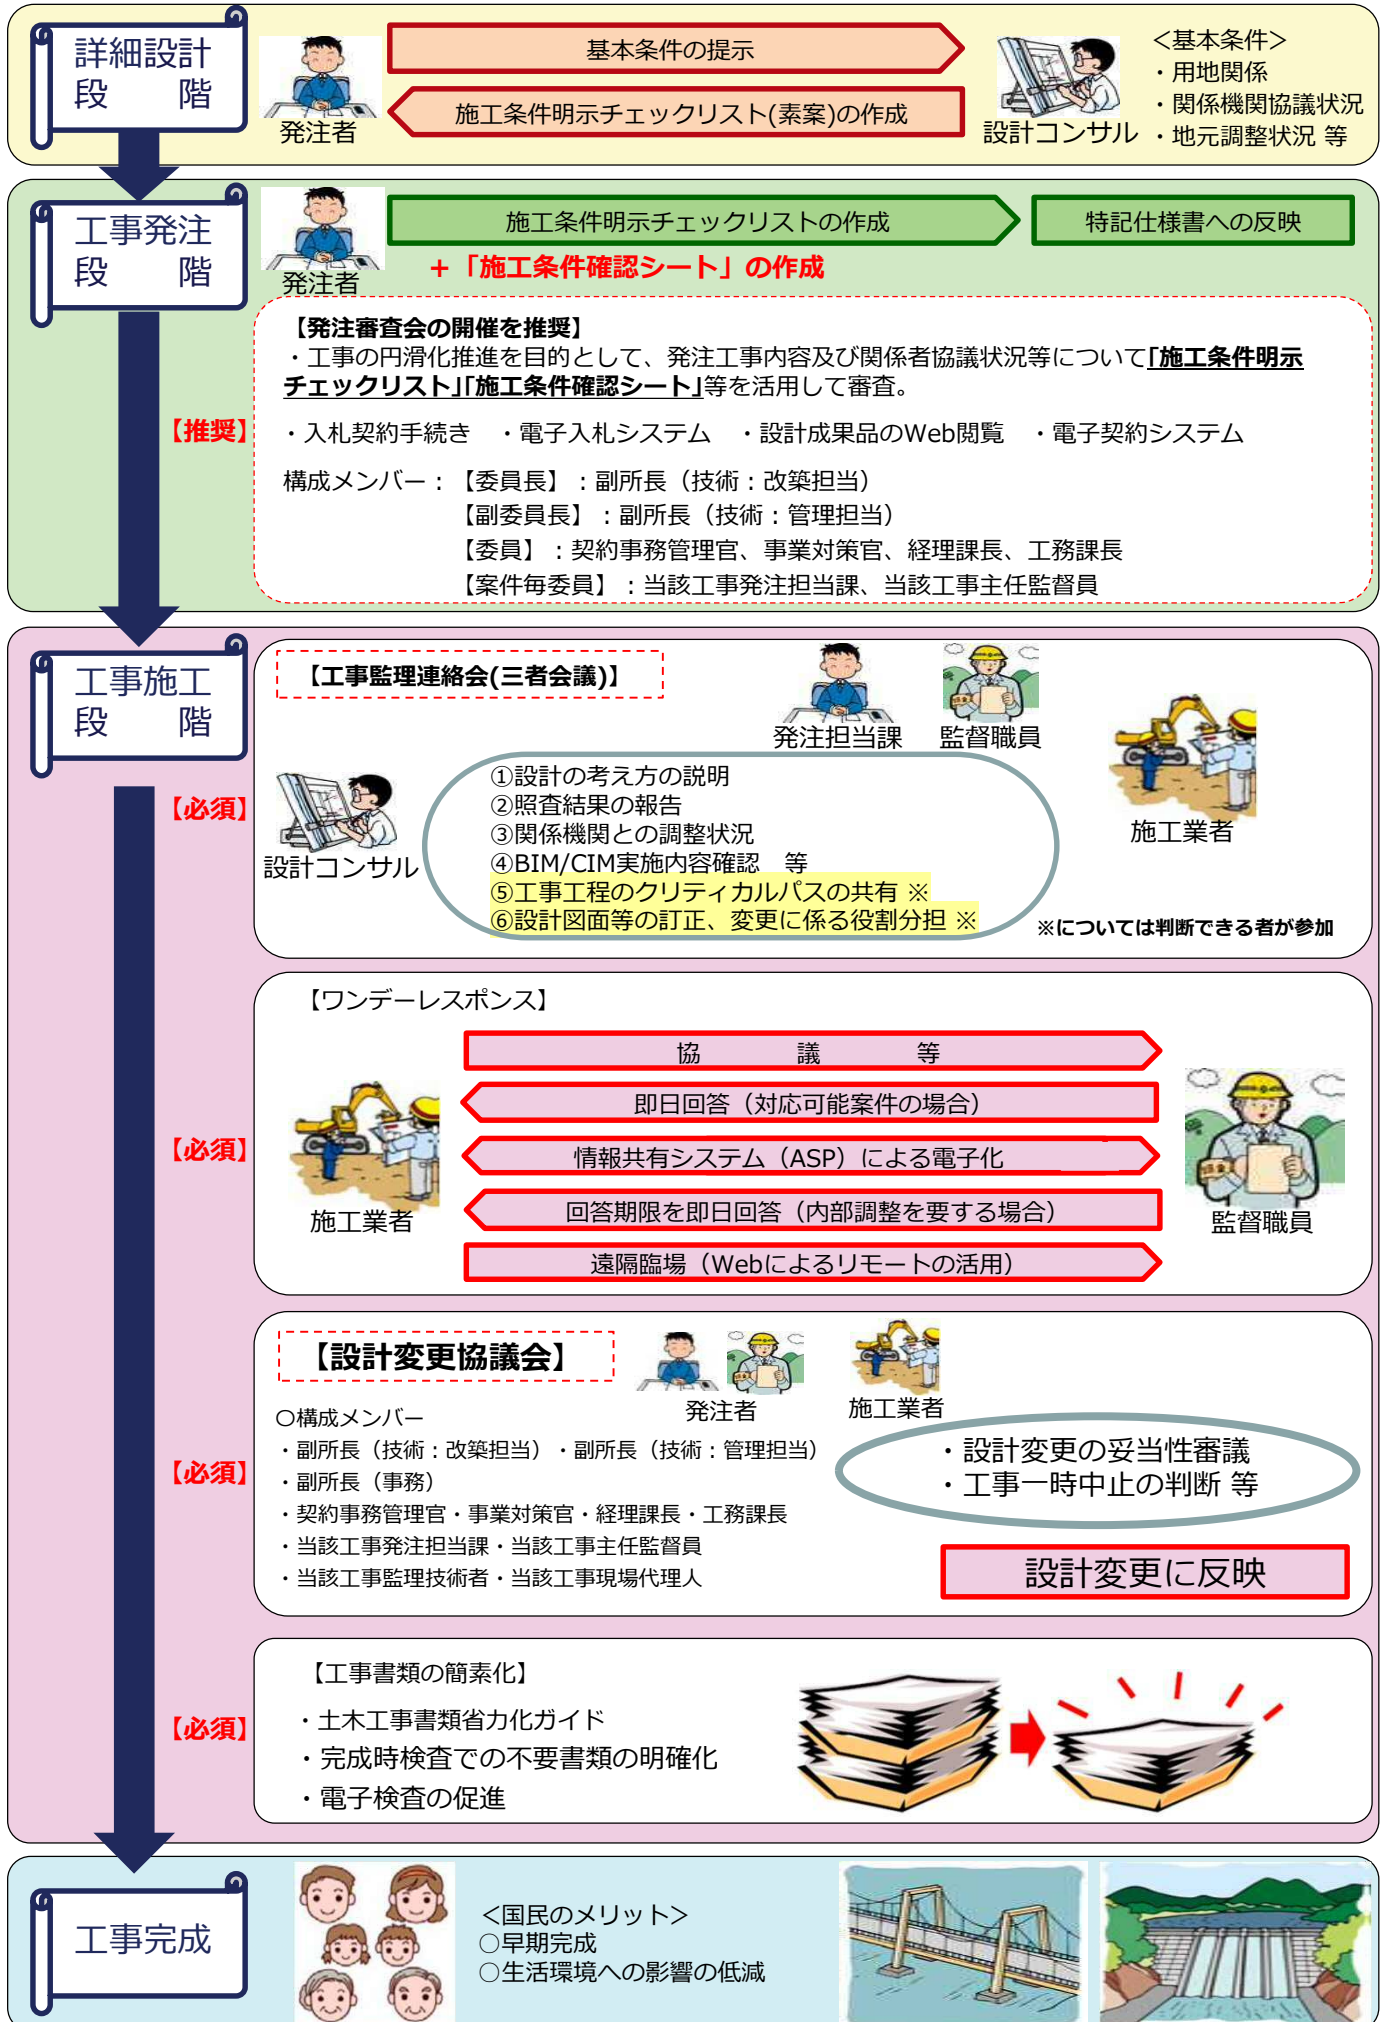 詳細設計
段　　階
発注者
基本条件の提示
施工条件明示チェックリスト(素案)の作成
設計コンサル
＜基本条件＞
・用地関係
・関係機関協議状況
・地元調整状況 等
工事発注
段　　階
発注者
施工条件明示チェックリストの作成
特記仕様書への反映
＋「施工条件確認シート」の作成
【推奨】
【発注審査会の開催を推奨】
・工事の円滑化推進を目的として、発注工事内容及び関係者協議状況等について「施工条件明示
チェックリスト」「施工条件確認シート」等を活用して審査。
・入札契約手続き　・電子入札システム　・設計成果品のWeb閲覧　・電子契約システム
構成メンバー：【委員長】：副所長（技術：改築担当）
【副委員長】：副所長（技術：管理担当）
【委員】：契約事務管理官、事業対策官、経理課長、工務課長
【案件毎委員】：当該工事発注担当課、当該工事主任監督員
工事施工
段　　階
【必須】
【工事監理連絡会(三者会議)】
発注担当課
監督職員
施工業者
設計コンサル
①設計の考え方の説明
②照査結果の報告
③関係機関との調整状況
④BIM/CIM実施内容確認　等
⑤工事工程のクリティカルパスの共有 ※
⑥設計図面等の訂正、変更に係る役割分担 ※
※については判断できる者が参加
【必須】
【ワンデーレスポンス】
協　　議　　等
即日回答（対応可能案件の場合）
情報共有システム（ASP）による電子化
回答期限を即日回答（内部調整を要する場合）
遠隔臨場（Webによるリモートの活用）
施工業者
監督職員
【必須】
【設計変更協議会】
発注者
施工業者
〇構成メンバー
・副所長（技術：改築担当）・副所長（技術：管理担当）
・副所長（事務）
・契約事務管理官・事業対策官・経理課長・工務課長
・当該工事発注担当課・当該工事主任監督員
・当該工事監理技術者・当該工事現場代理人
・設計変更の妥当性審議
・工事一時中止の判断 等
設計変更に反映
【必須】
【工事書類の簡素化】
・土木工事書類省力化ガイド
・完成時検査での不要書類の明確化
・電子検査の促進
工事完成
＜国民のメリット＞
○早期完成
○生活環境への影響の低減